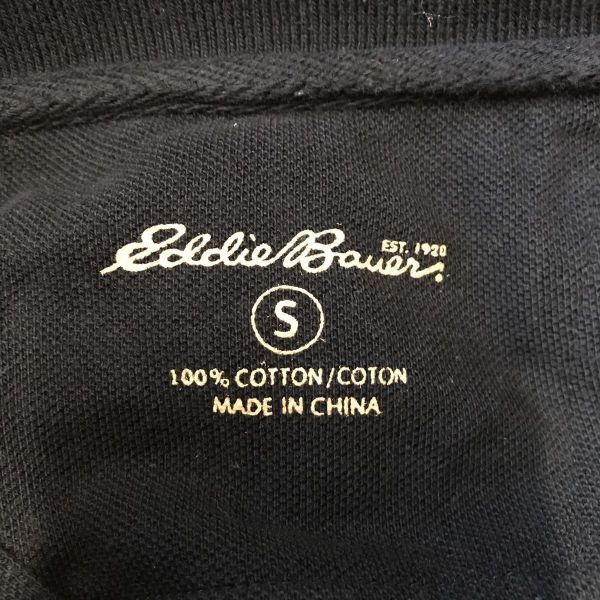 EST. 1920
Eddie Bauer
S
100% COTTON/COTON
MADE IN CHINA